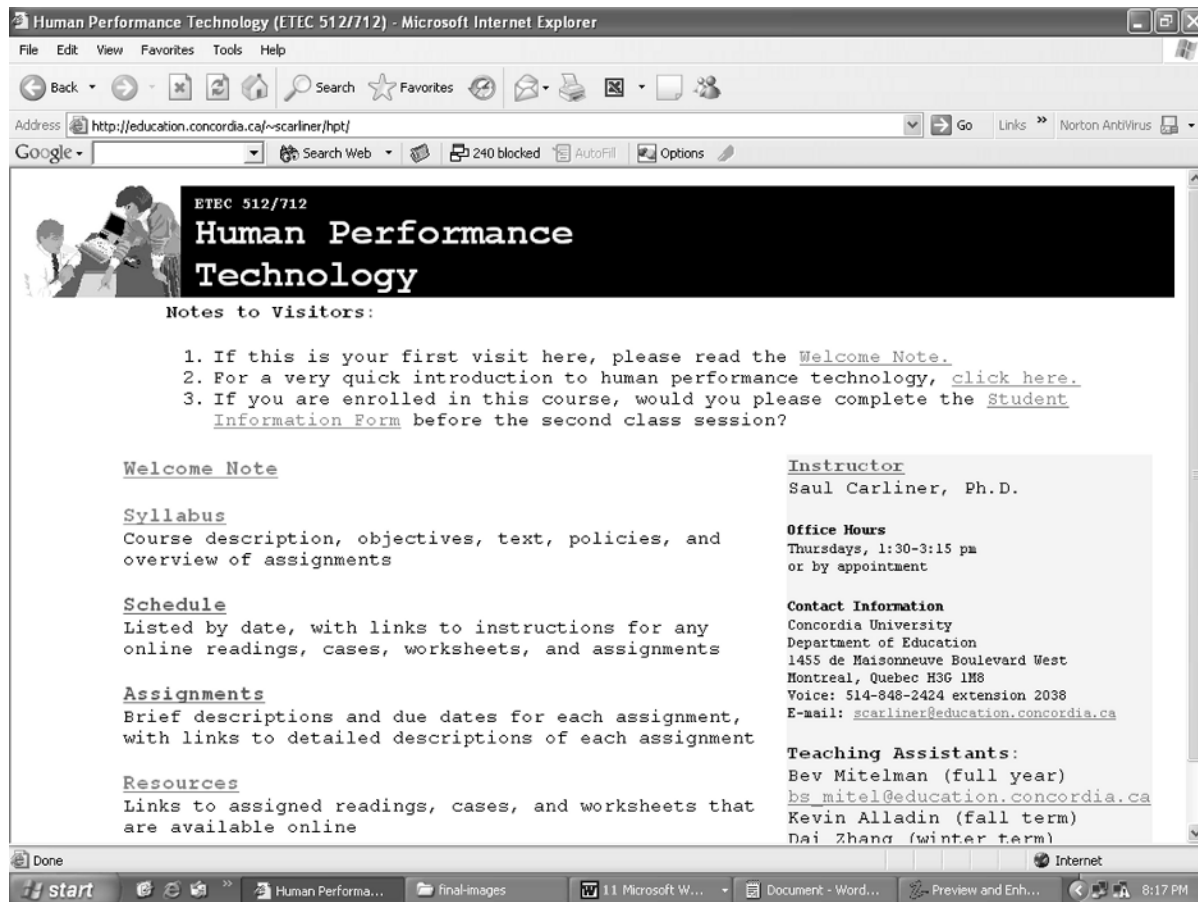 Human Performance Technology (ETEC 512/712) - Microsoft Internet Explorer
File Edit View Favorites Tools Help
Back Search Favorites
Address http://education.concordia.ca/~scarliner/hpt/ Go Links » Norton AntiVirus
Google Search Web 240 blocked AutoFill Options
ETEC 512/712
Human Performance
Technology
Notes to Visitors:
1. If this is your first visit here, please read the Welcome Note.
2. For a very quick introduction to human performance technology, click here.
3. If you are enrolled in this course, would you please complete the Student
Information Form before the second class session?
Welcome Note
Syllabus
Course description, objectives, text, policies, and
overview of assignments
Schedule
Listed by date, with links to instructions for any
online readings, cases, worksheets, and assignments
Assignments
Brief descriptions and due dates for each assignment,
with links to detailed descriptions of each assignment
Resources
Links to assigned readings, cases, and worksheets that
are available online
Instructor
Saul Carliner, Ph.D.
Office Hours
Thursdays, 1:30-3:15 pm
or by appointment
Contact Information
Concordia University
Department of Education
1455 de Maisonneuve Boulevard West
Montreal, Quebec H3G 1M8
Voice: 514-848-2424 extension 2038
E-mail: scarliner@education.concordia.ca
Teaching Assistants:
Bev Mitelman (full year)
bs_mitel@education.concordia.ca
Kevin Alladin (fall term)
Dai Zhang (winter term)
Done Internet
start » Human Performa... final-images 11 Microsoft W... Document - Word... Preview and Enh... 8:17 PM